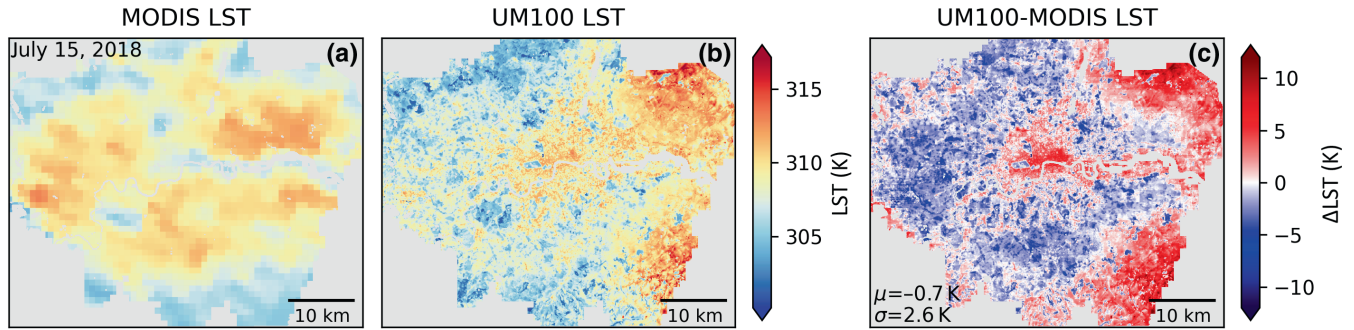 MODIS LST
UM100 LST
UM100-MODIS LST
July 15, 2018
(a)
(b)
(c)
315
310
305
LST (K)
10
5
0
−5
−10
ΔLST (K)
10 km
10 km
μ=–0.7 K
σ=2.6 K
10 km